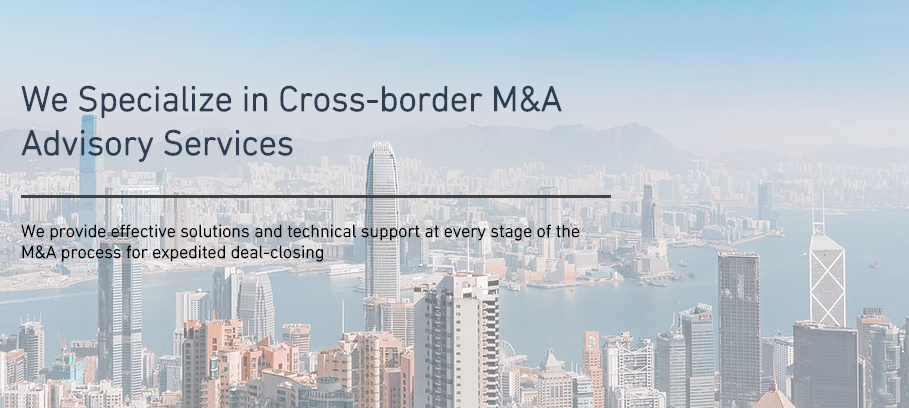 We Specialize in Cross-border M&A
Advisory Services
We provide effective solutions and technical support at every stage of the
M&A process for expedited deal-closing
AIA